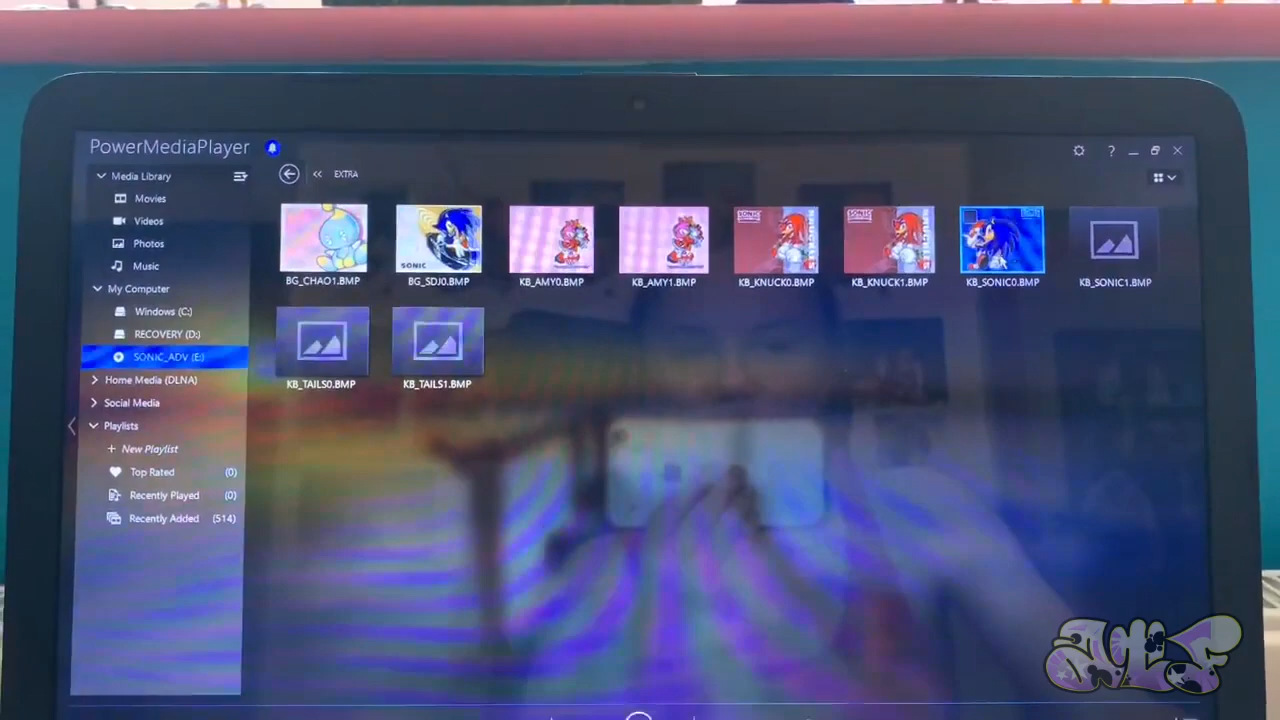 PowerMediaPlayer
?
Media Library
<< EXTRA
Movies
Videos
Photos
Music
My Computer
Windows (C:)
RECOVERY (D:)
SONIC_ADV (E:)
Home Media (DLNA)
Social Media
Playlists
+ New Playlist
Top Rated (0)
Recently Played (0)
Recently Added (514)
SONIC
BG_CHAO1.BMP
BG_SDJ0.BMP
KB_AMY0.BMP
KB_AMY1.BMP
KB_KNUCK0.BMP
KB_KNUCK1.BMP
KB_SONIC0.BMP
KB_SONIC1.BMP
KB_TAILS0.BMP
KB_TAILS1.BMP